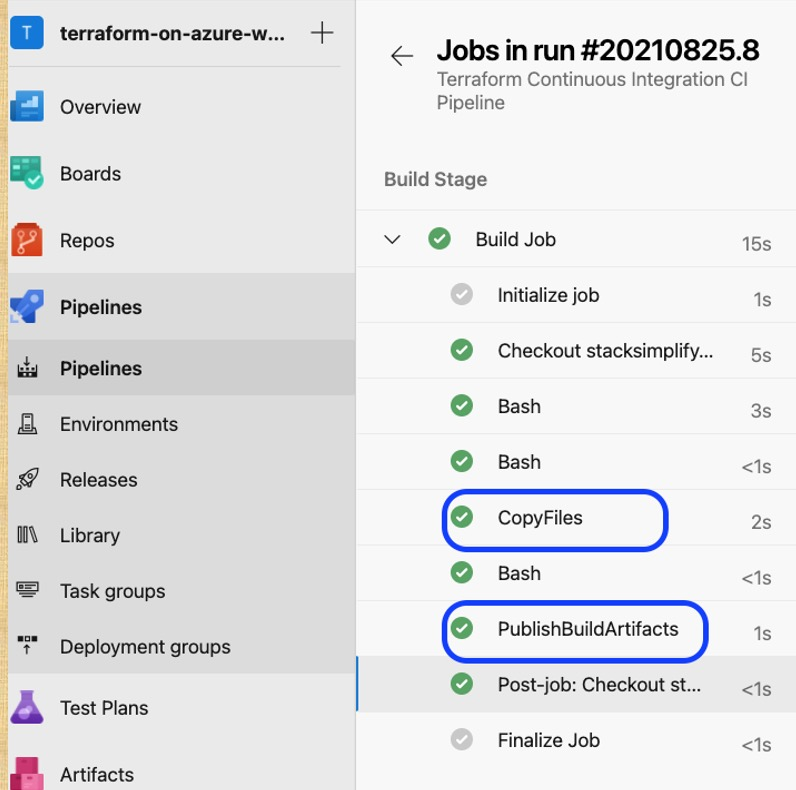 T terraform-on-azure-w... +
Overview
Boards
Repos
Pipelines
Pipelines
Environments
Releases
Library
Task groups
Deployment groups
Test Plans
Artifacts
Jobs in run #20210825.8
Terraform Continuous Integration CI
Pipeline
Build Stage
Build Job 15s
Initialize job 1s
Checkout stacksimplify... 5s
Bash 3s
Bash <1s
CopyFiles 2s
Bash <1s
PublishBuildArtifacts 1s
Post-job: Checkout st... <1s
Finalize Job <1s